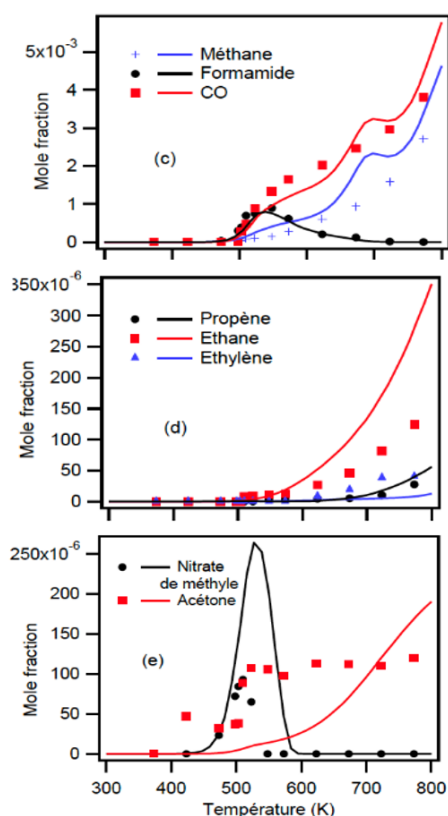 5x10⁻³
4
3
2
1
0
Mole fraction
Méthane
Formamide
CO
(c)
350x10⁻⁶
300
250
200
150
100
50
0
Mole fraction
Propène
Ethane
Ethylène
(d)
250x10⁻⁶
200
150
100
50
0
Mole fraction
Nitrate
de méthyle
Acétone
(e)
300 400 500 600 700 800
Température (K)